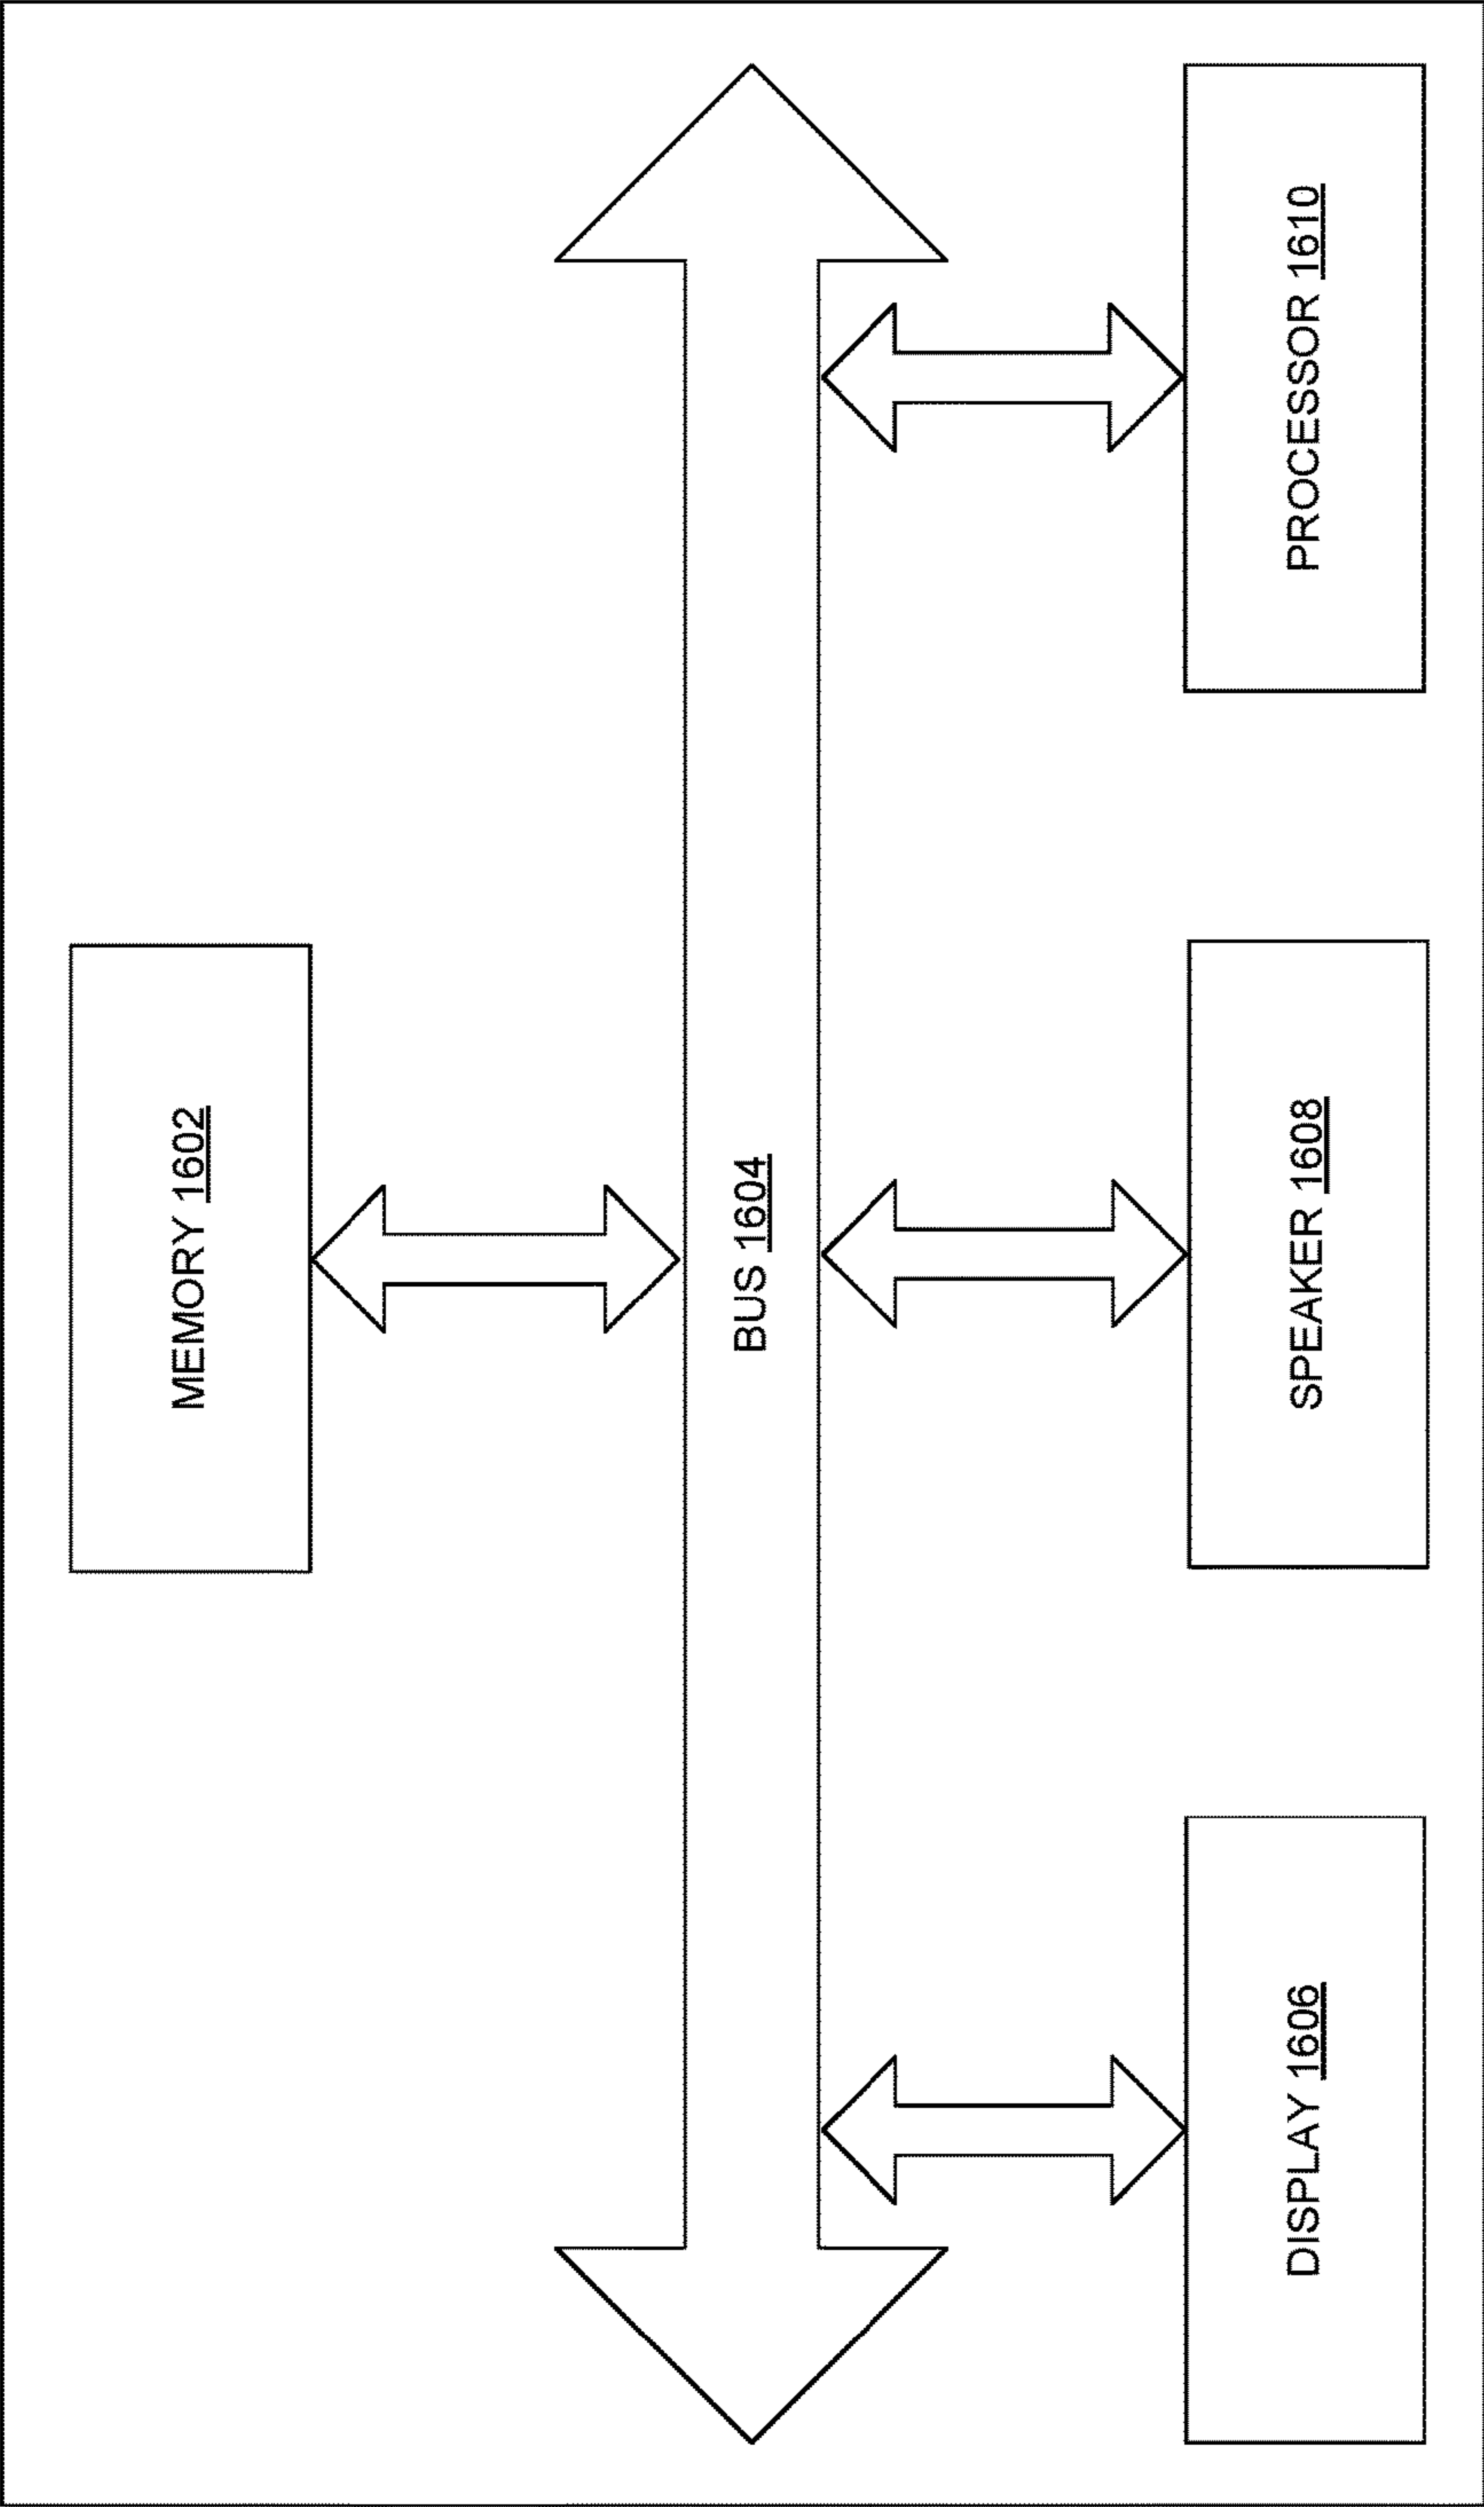 MEMORY 1602
BUS 1604
DISPLAY 1606
SPEAKER 1608
PROCESSOR 1610